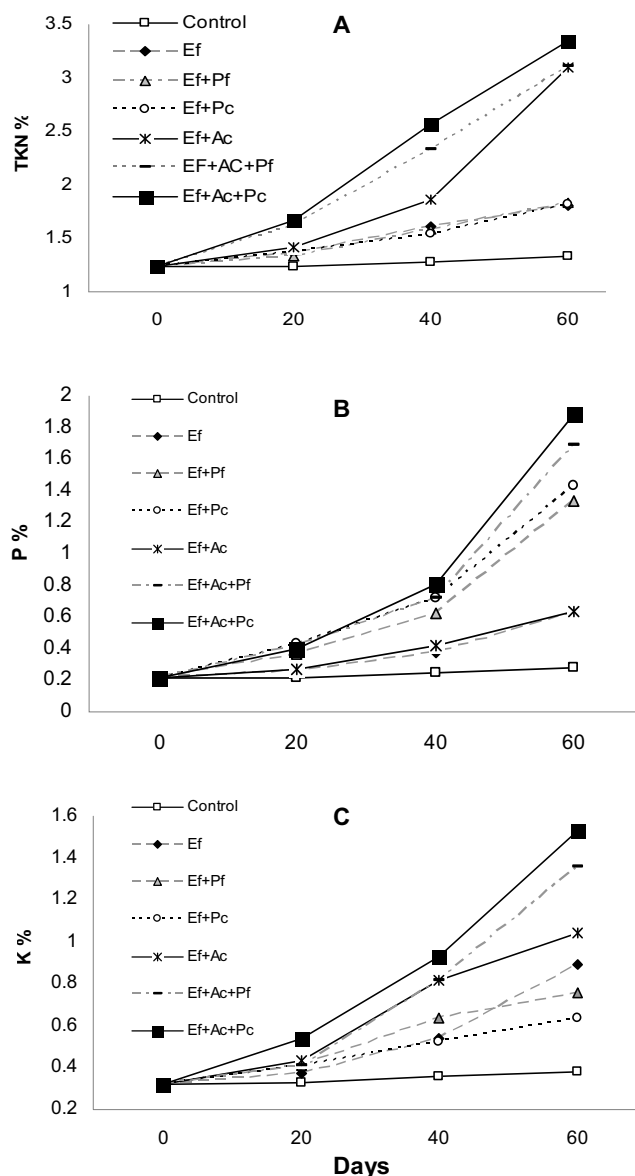 A
TKN %
3.5
3
2.5
2
1.5
1
0
20
40
60
Control
Ef
Ef+Pf
Ef+Pc
Ef+Ac
EF+AC+Pf
Ef+Ac+Pc
B
P %
2
1.8
1.6
1.4
1.2
1
0.8
0.6
0.4
0.2
0
0
20
40
60
Control
Ef
Ef+Pf
Ef+Pc
Ef+Ac
Ef+Ac+Pf
Ef+Ac+Pc
C
K %
1.6
1.4
1.2
1
0.8
0.6
0.4
0.2
0
20
40
60
Control
Ef
Ef+Pf
Ef+Pc
Ef+Ac
Ef+Ac+Pf
Ef+Ac+Pc
Days